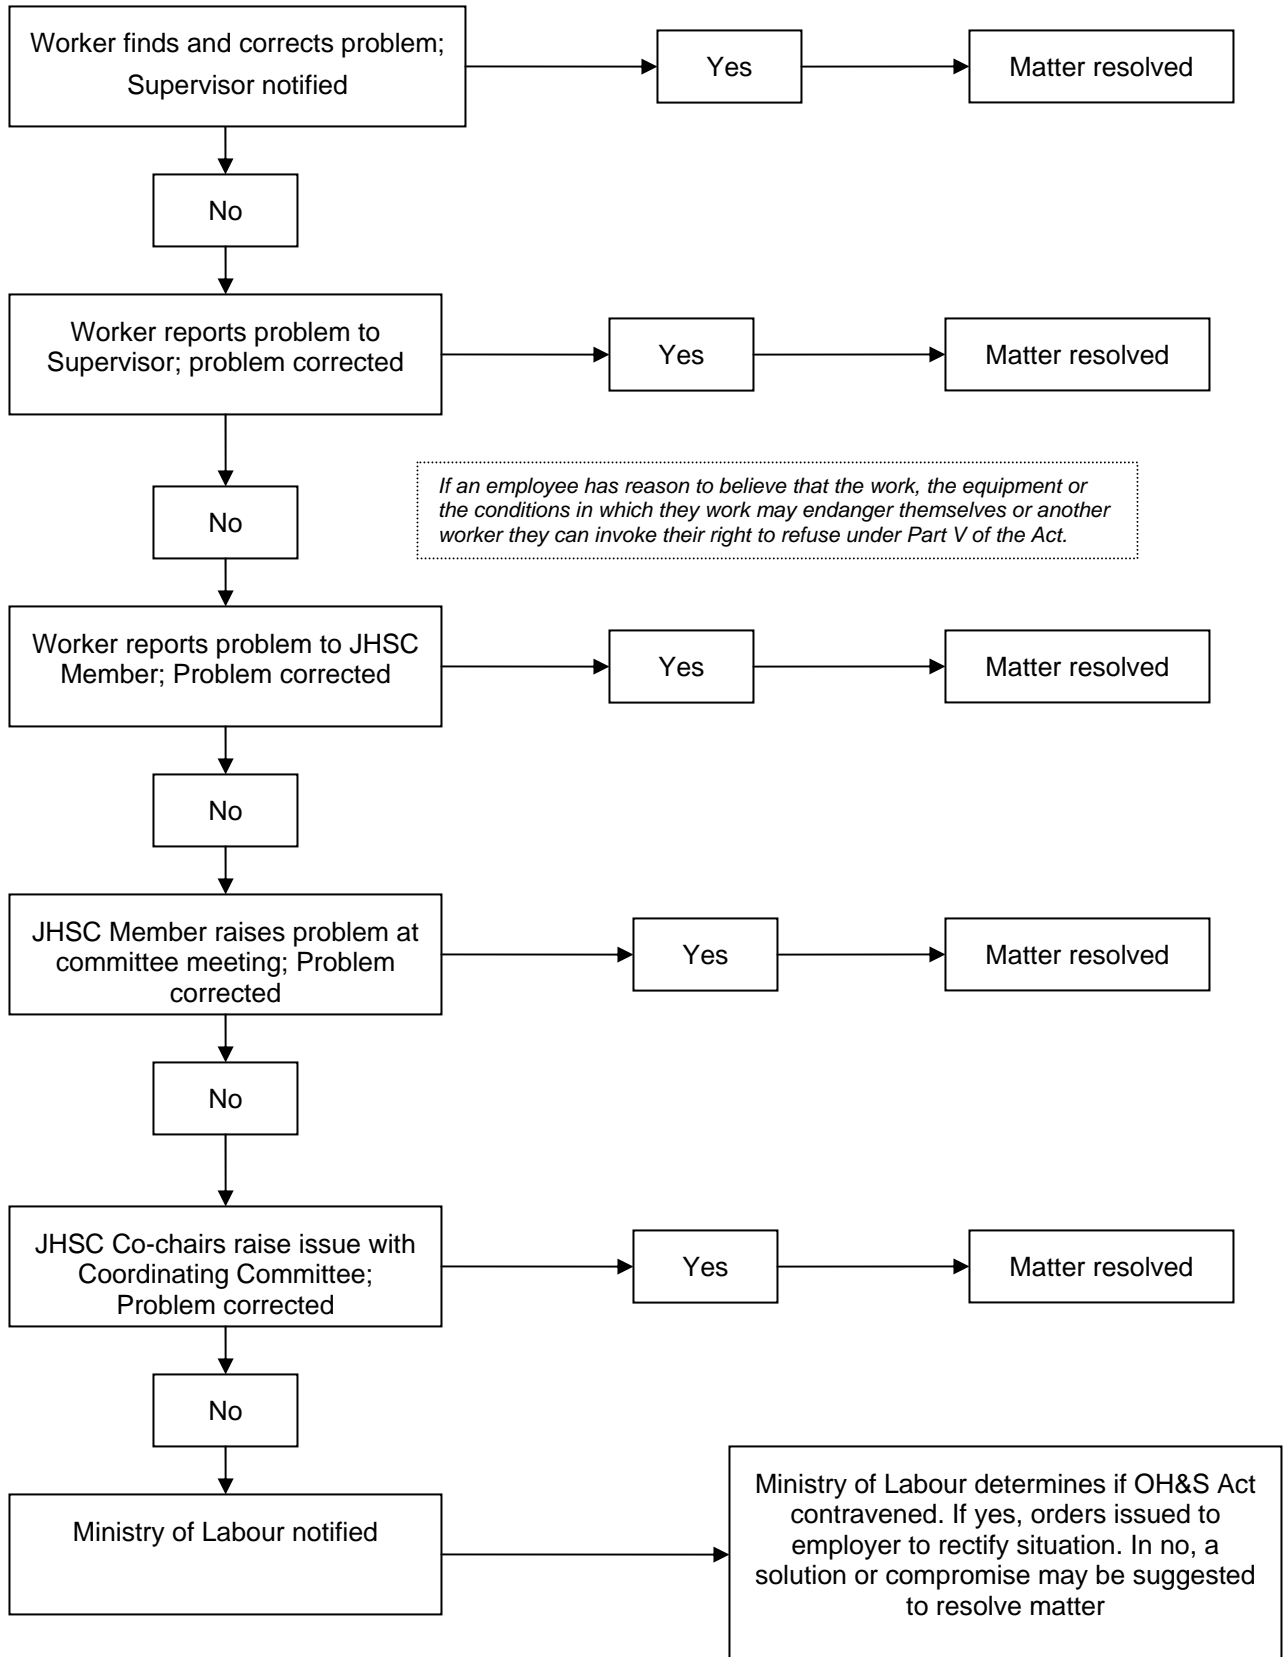 Worker finds and corrects problem;
Supervisor notified
Yes
Matter resolved
No
Worker reports problem to
Supervisor; problem corrected
Yes
Matter resolved
No
If an employee has reason to believe that the work, the equipment or
the conditions in which they work may endanger themselves or another
worker they can invoke their right to refuse under Part V of the Act.
Worker reports problem to JHSC
Member; Problem corrected
Yes
Matter resolved
No
JHSC Member raises problem at
committee meeting; Problem
corrected
Yes
Matter resolved
No
JHSC Co-chairs raise issue with
Coordinating Committee;
Problem corrected
Yes
Matter resolved
No
Ministry of Labour notified
Ministry of Labour determines if OH&S Act
contravened. If yes, orders issued to
employer to rectify situation. In no, a
solution or compromise may be suggested
to resolve matter